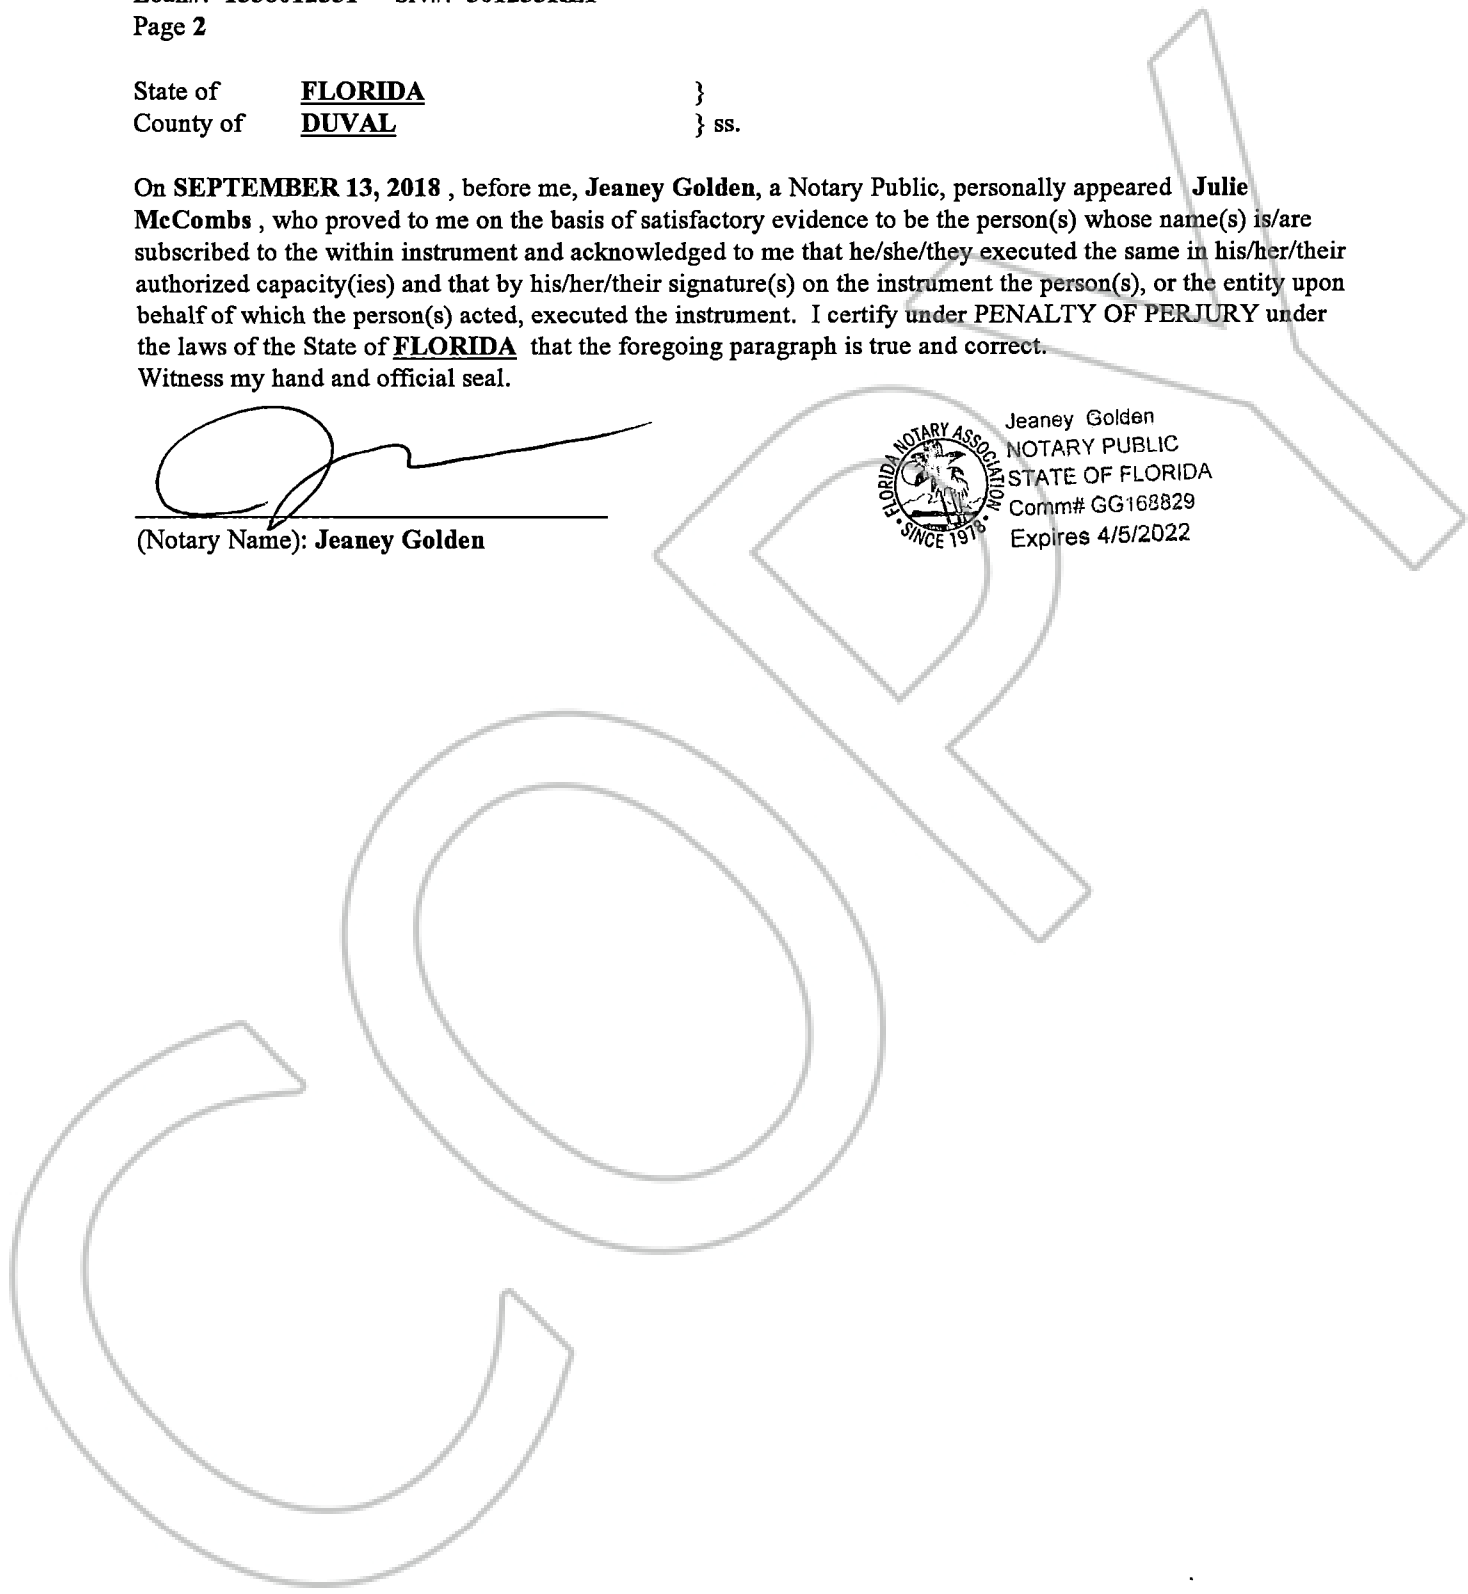 Page 2
State of FLORIDA }
County of DUVAL } ss.
On SEPTEMBER 13, 2018 , before me, Jeaney Golden, a Notary Public, personally appeared Julie
McCombs , who proved to me on the basis of satisfactory evidence to be the person(s) whose name(s) is/are
subscribed to the within instrument and acknowledged to me that he/she/they executed the same in his/her/their
authorized capacity(ies) and that by his/her/their signature(s) on the instrument the person(s), or the entity upon
behalf of which the person(s) acted, executed the instrument. I certify under PENALTY OF PERJURY under
the laws of the State of FLORIDA that the foregoing paragraph is true and correct.
Witness my hand and official seal.
(Notary Name): Jeaney Golden
FLORIDA NOTARY ASSOCIATION
• SINCE 1978 •
Jeaney Golden
NOTARY PUBLIC
STATE OF FLORIDA
Comm# GG168829
Expires 4/5/2022
COPY